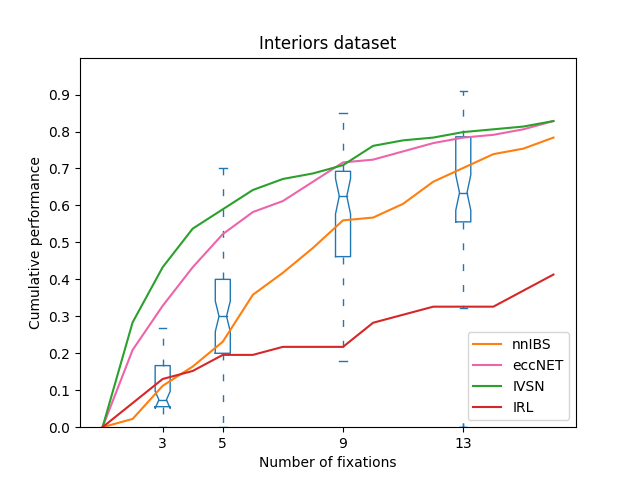 Interiors dataset
Cumulative performance
0.9
0.8
0.7
0.6
0.5
0.4
0.3
0.2
0.1
0.0
3 5 9 13
Number of fixations
nnIBS
eccNET
IVSN
IRL